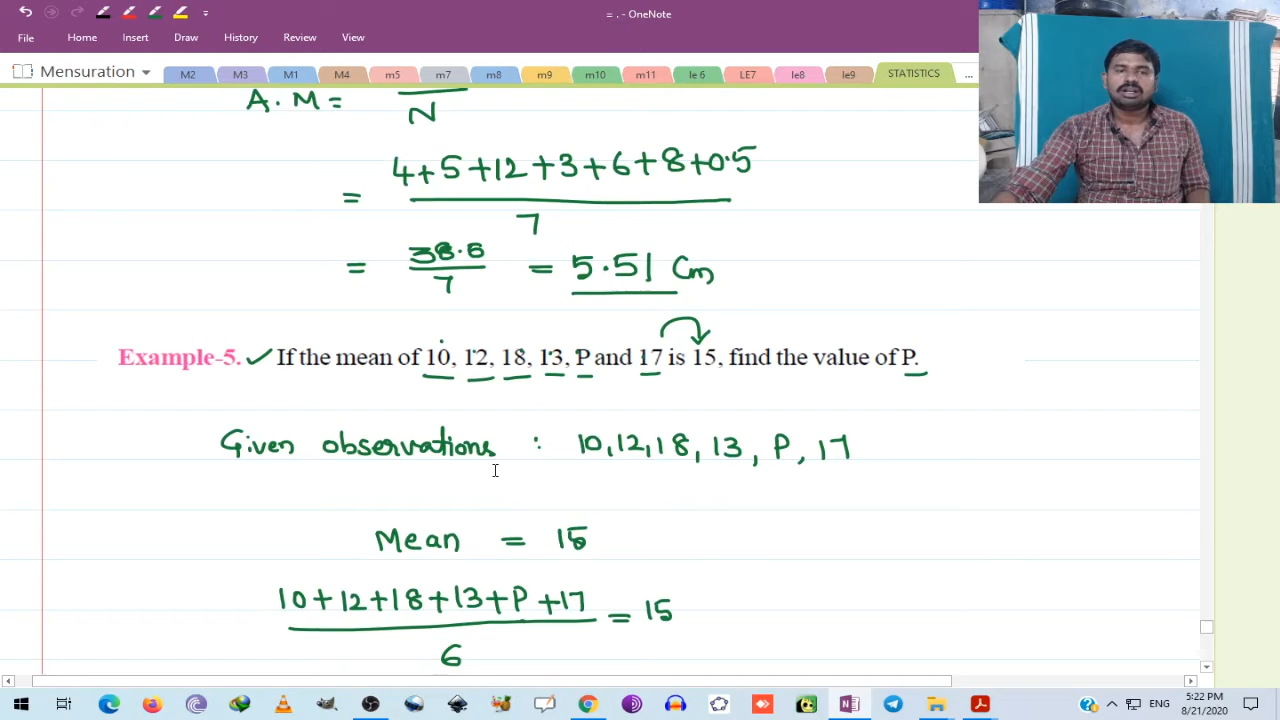 = . - OneNote
File Home Insert Draw History Review View
Mensuration M2 M3 M1 M4 m5 m7 m8 m9 m10 m11 le 6 LE7 le8 le9 STATISTICS ...
A.M =
N
= 4+5+12+3+6+8+0.5
7
= 38.6
7
= 5.51 Cm
Example-5. ✓ If the mean of 10, 12, 18, 13, P and 17 is 15, find the value of P.
Given observations : 10,12,18, 13, P, 17
Mean = 15
10+12+18+13+P+17 = 15
6
ENG 5:22 PM
8/21/2020